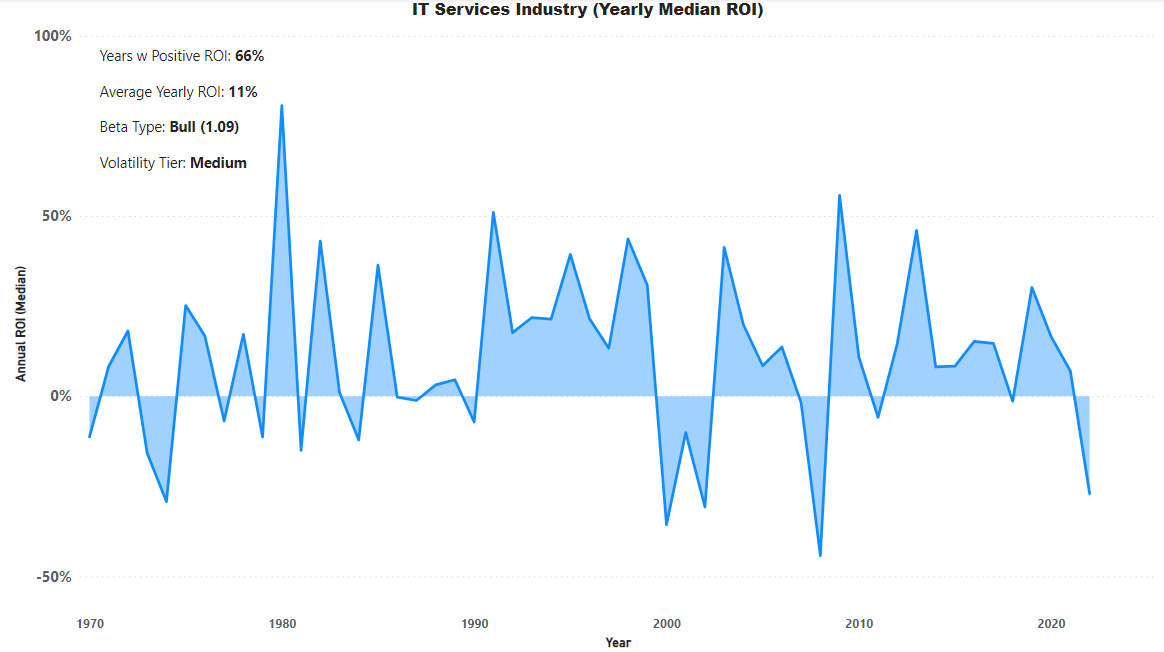 IT Services Industry (Yearly Median ROI)
100%
Years w Positive ROI: 66%
Average Yearly ROI: 11%
Beta Type: Bull (1.09)
Volatility Tier: Medium
50%
Annual ROI (Median)
0%
-50%
1970 1980 1990 2000 2010 2020
Year